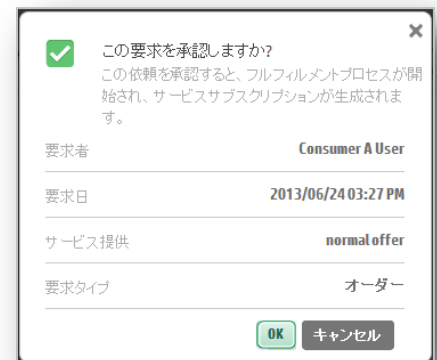 この要求を承認しますか?
この依頼を承認すると、フルフィルメントプロセスが開
始され、サービスサブスクリプションが生成されま
す。
要求者 Consumer A User
要求日 2013/06/24 03:27 PM
サービス提供 normal offer
要求タイプ オーダー
OK キャンセル